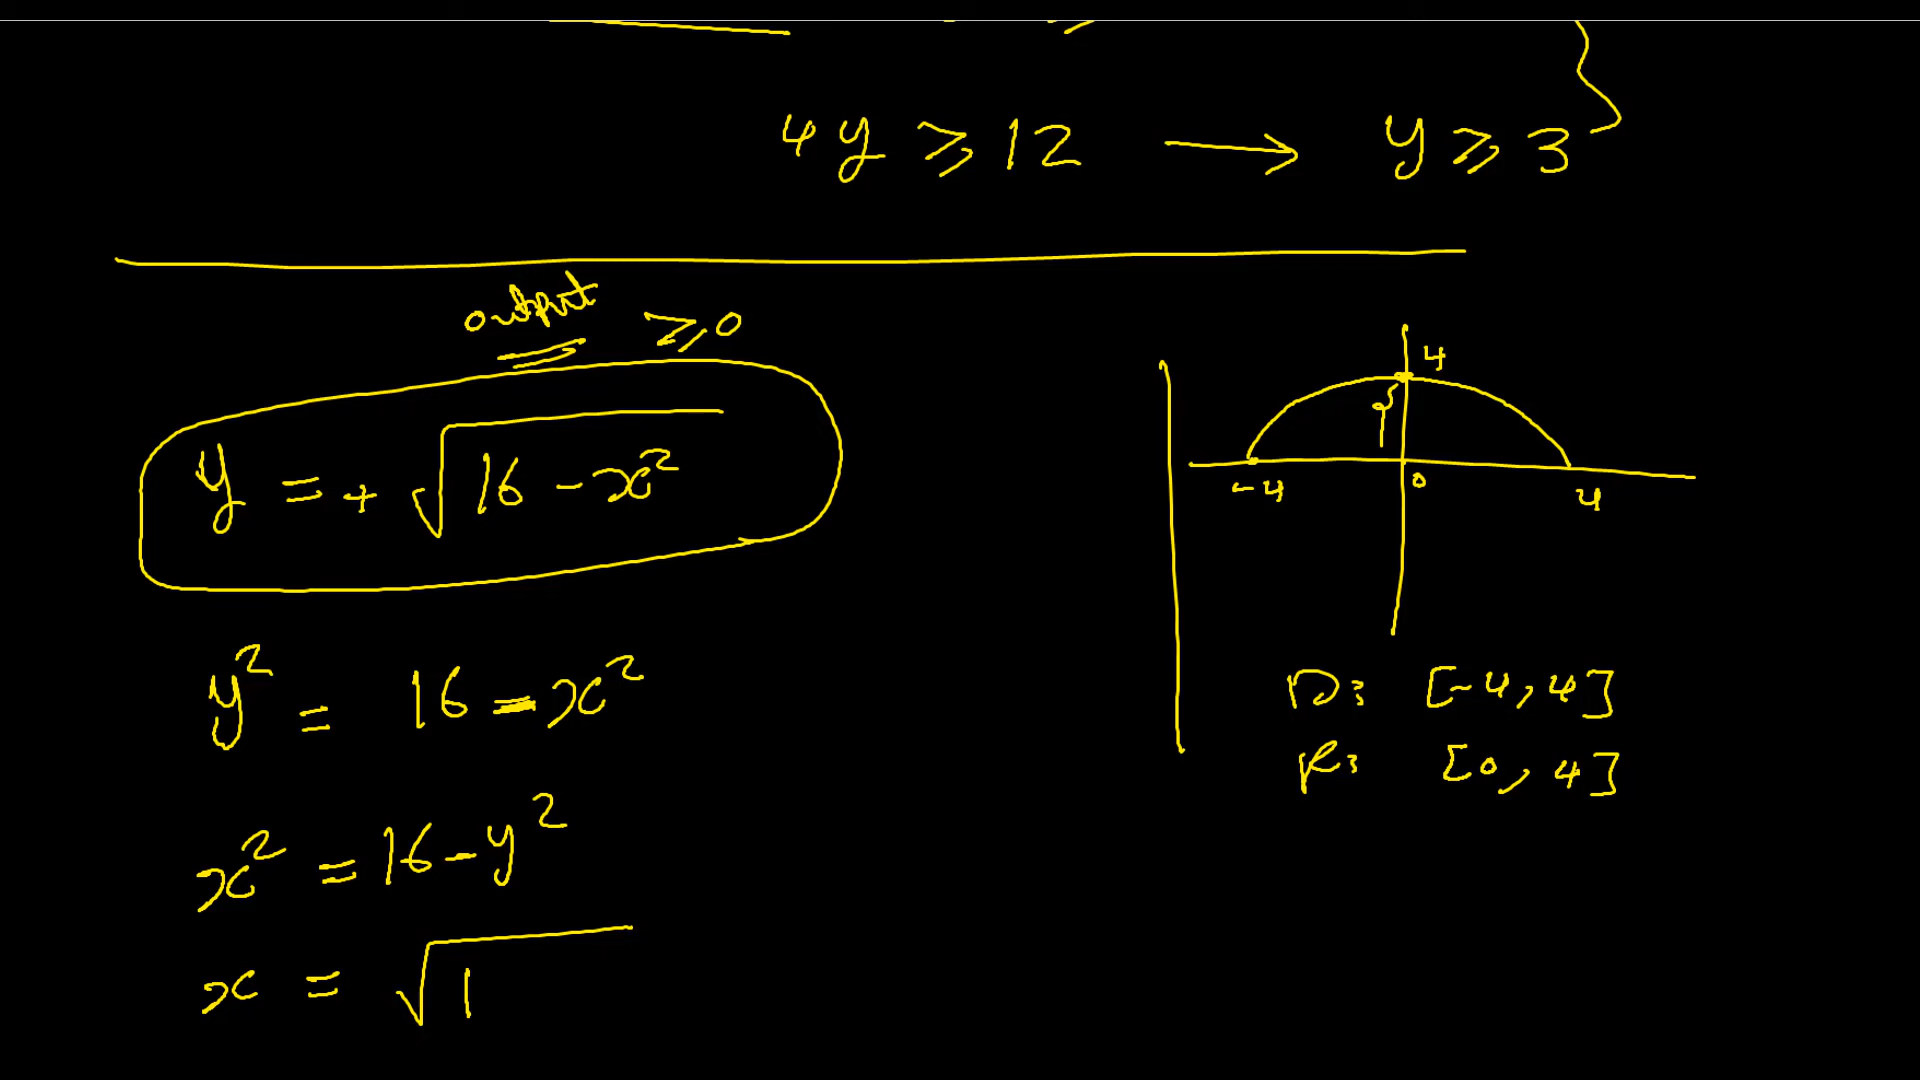 4y ≥ 12 → y ≥ 3
output ≥ 0
y = + √16 - x²
y² = 16 - x²
x² = 16 - y²
x = √1
4
-4 0 4
D: [-4, 4]
R: [0, 4]